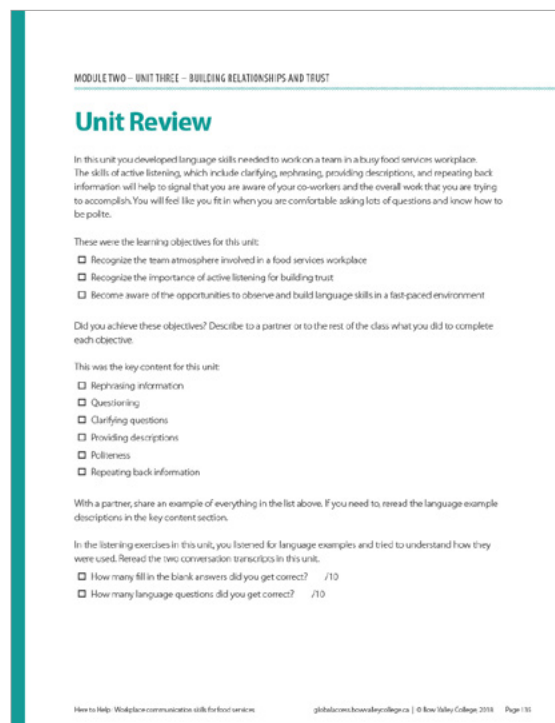 MODULE TWO – UNIT THREE – BUILDING RELATIONSHIPS AND TRUST
Unit Review
In this unit you developed language skills needed to work on a team in a busy food services workplace.
The skills of active listening, which include clarifying, rephrasing, providing descriptions, and repeating back
information will help to signal that you are aware of your co-workers and the overall work that you are trying
to accomplish. You will feel like you fit in when you are comfortable asking lots of questions and know how to
be polite.
These were the learning objectives for this unit:
☐ Recognize the team atmosphere involved in a food services workplace
☐ Recognize the importance of active listening for building trust
☐ Become aware of the opportunities to observe and build language skills in a fast-paced environment
Did you achieve these objectives? Describe to a partner or to the rest of the class what you did to complete
each objective.
This was the key content for this unit:
☐ Rephrasing information
☐ Questioning
☐ Clarifying questions
☐ Providing descriptions
☐ Politeness
☐ Repeating back information
With a partner, share an example of everything in the list above. If you need to, reread the language example
descriptions in the key content section.
In the listening exercises in this unit, you listened for language examples and tried to understand how they
were used. Reread the two conversation transcripts in this unit.
☐ How many fill in the blank answers did you get correct? /10
☐ How many language questions did you get correct? /10
Here to Help: Workplace communication skills for food services globalaccess.bowvalleycollege.ca | © Bow Valley College, 2018 Page